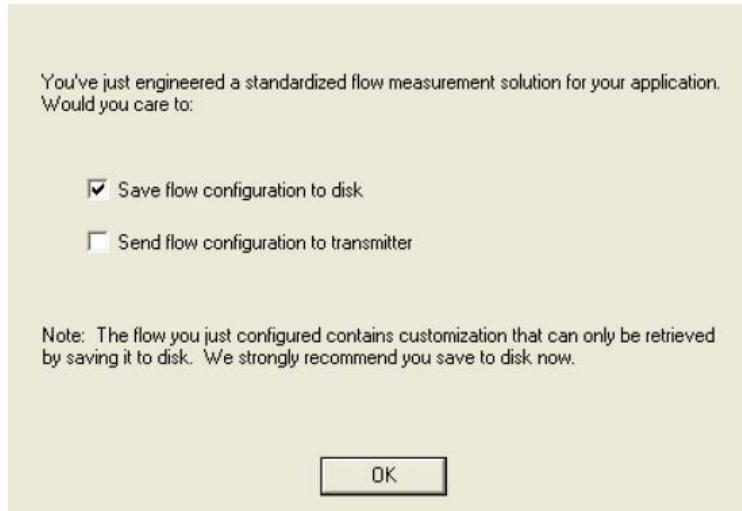 You've just engineered a standardized flow measurement solution for your application.
Would you care to:
Save flow configuration to disk
Send flow configuration to transmitter
Note:  The flow you just configured contains customization that can only be retrieved
by saving it to disk.  We strongly recommend you save to disk now.
OK